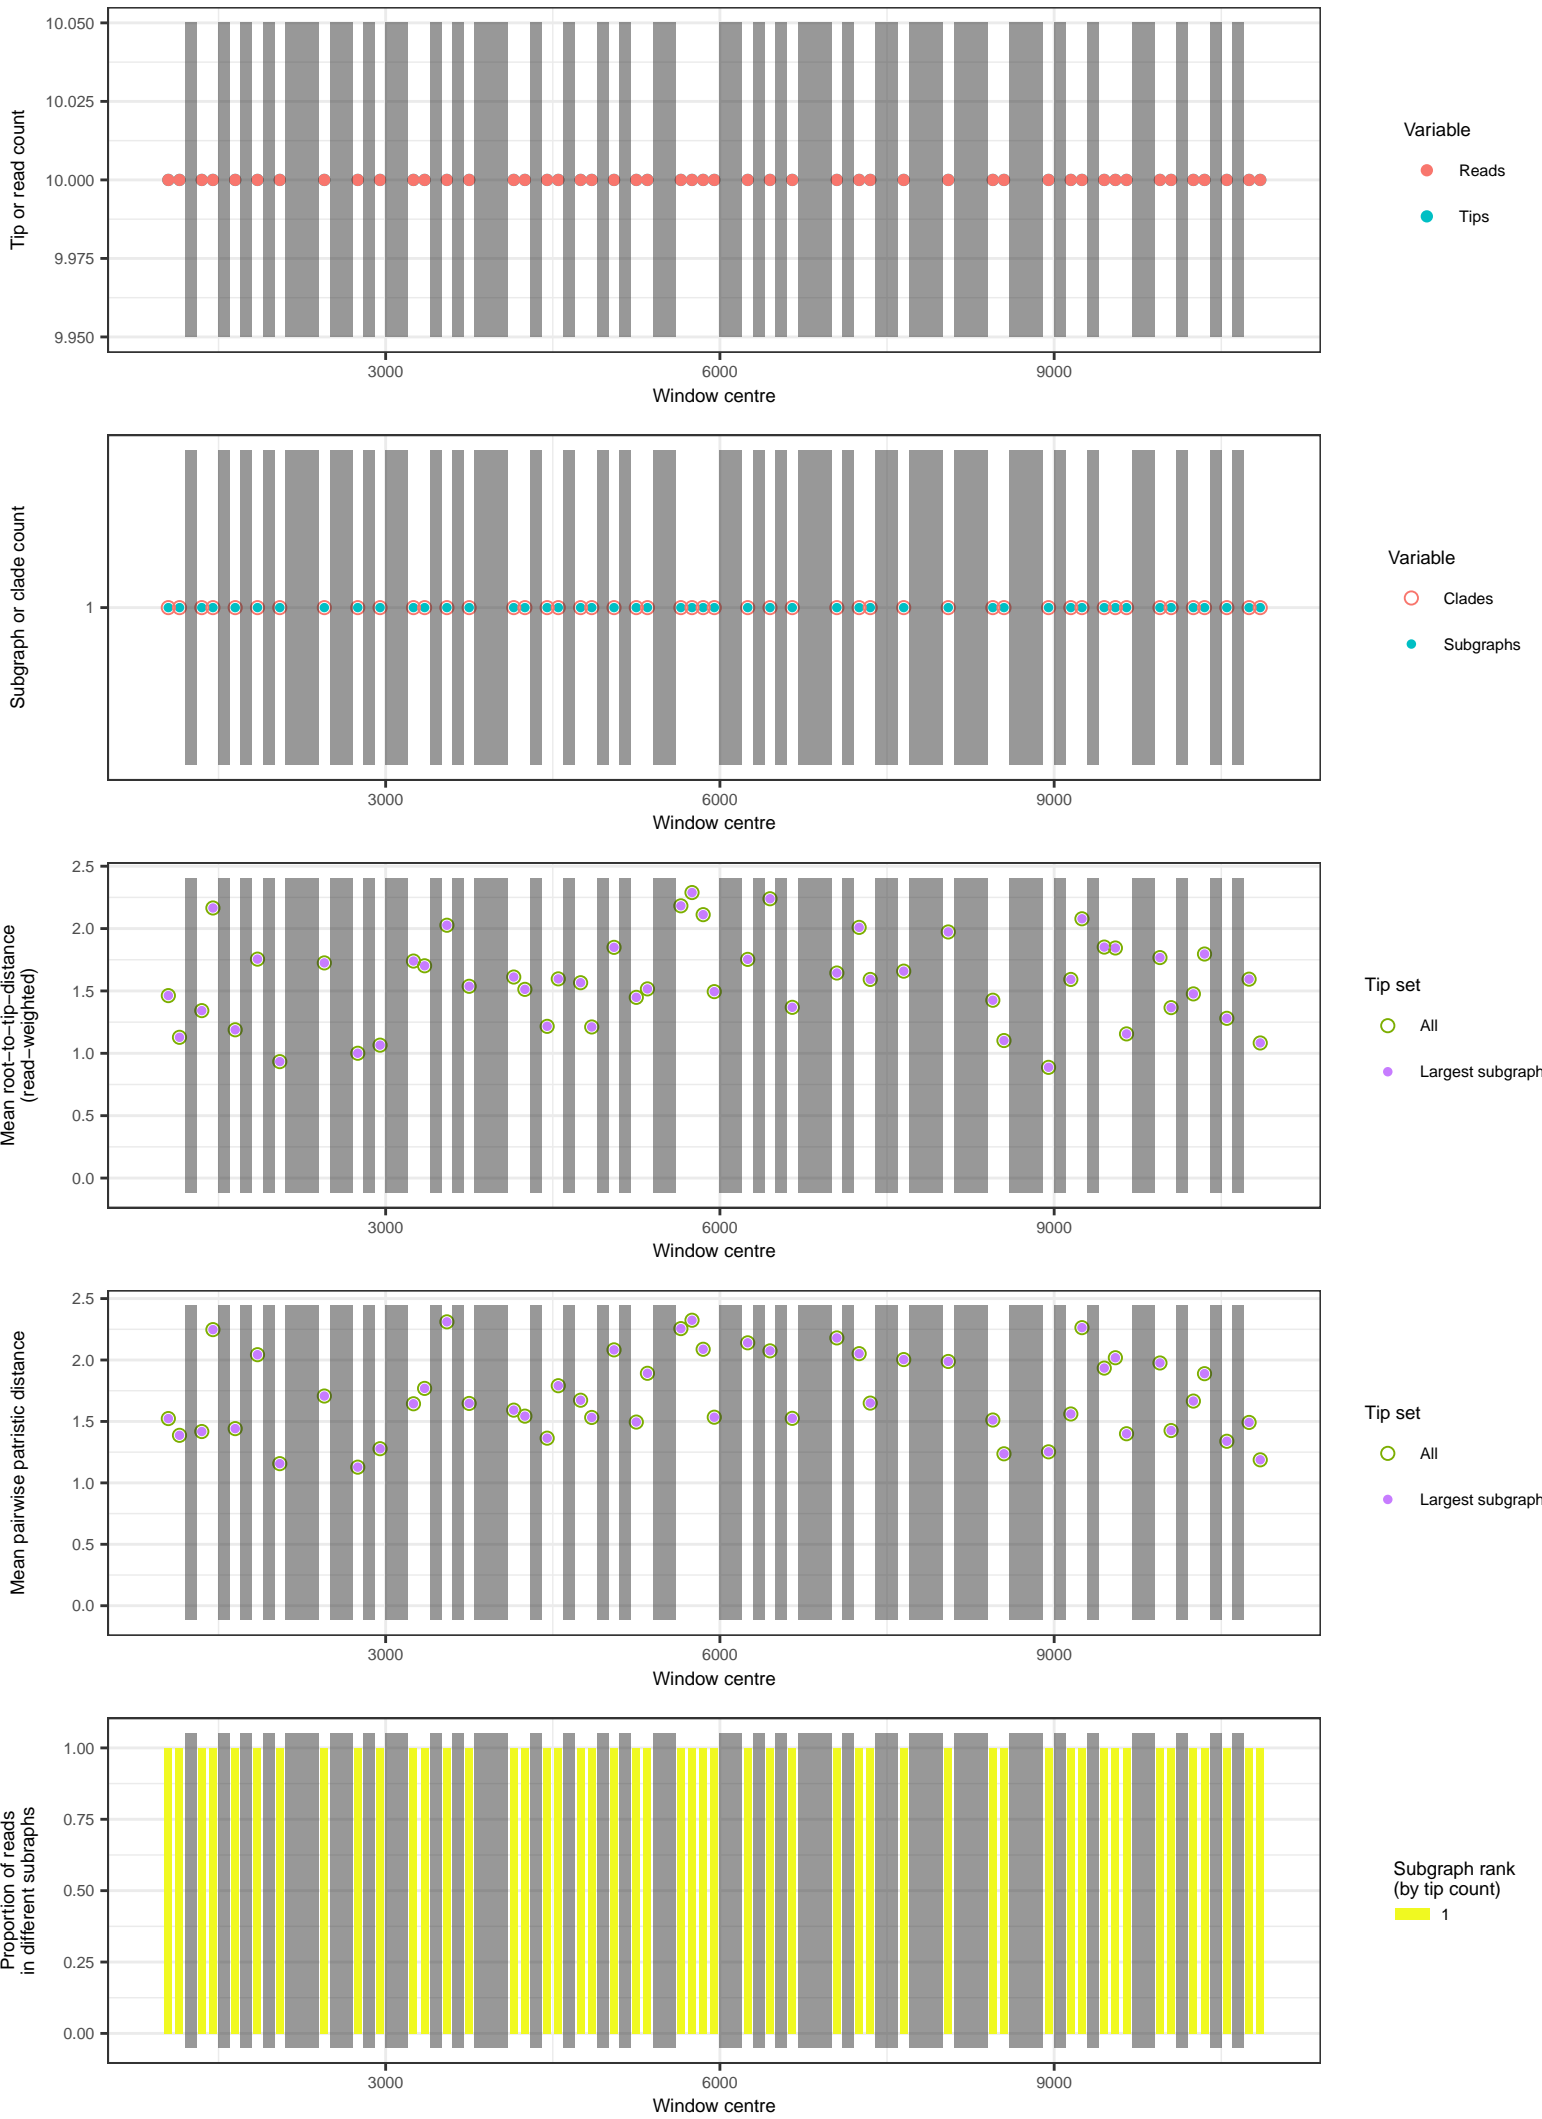 10.050
10.025
10.000
9.975
9.950
Tip or read count
3000 6000 9000
Window centre
Variable
Reads
Tips
1
Subgraph or clade count
3000 6000 9000
Window centre
Variable
Clades
Subgraphs
2.5
2.0
1.5
1.0
0.5
0.0
Mean root−to−tip−distance
(read−weighted)
3000 6000 9000
Window centre
Tip set
All
Largest subgraph
2.5
2.0
1.5
1.0
0.5
0.0
Mean pairwise patristic distance
3000 6000 9000
Window centre
Tip set
All
Largest subgraph
1.00
0.75
0.50
0.25
0.00
Proportion of reads
in different subraphs
3000 6000 9000
Window centre
Subgraph rank
(by tip count)
1